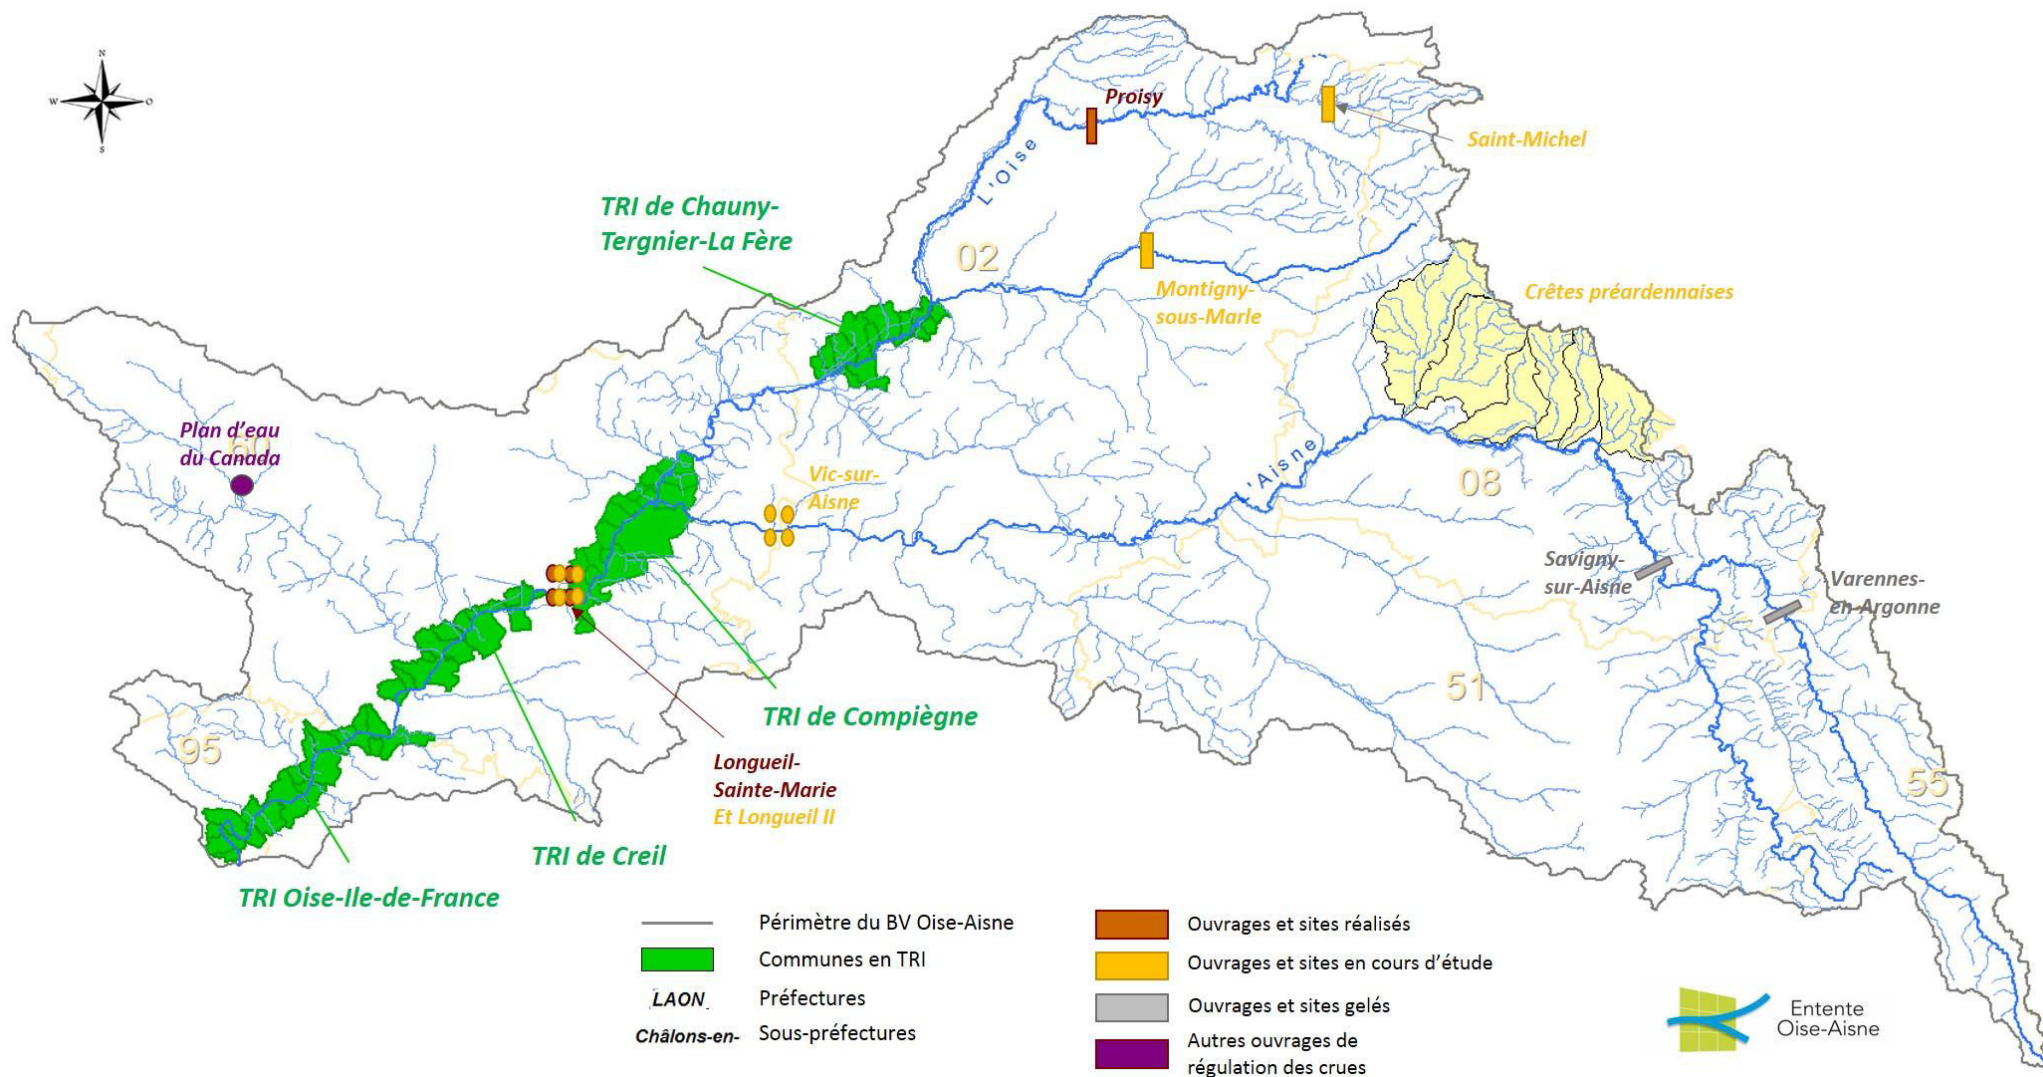 N
W
O
S
Proisy
Saint-Michel
L'Oise
TRI de Chauny-
Tergnier-La Fère
02
Montigny-
sous-Marle
Crêtes préardennaises
Plan d'eau
du Canada
60
Vic-sur-
Aisne
L'Aisne
08
Savigny-
sur-Aisne
Varennes-
en-Argonne
51
TRI de Compiègne
95
Longueil-
Sainte-Marie
Et Longueil II
55
TRI de Creil
TRI Oise-Ile-de-France
Périmètre du BV Oise-Aisne
Communes en TRI
LAON Préfectures
Châlons-en- Sous-préfectures
Ouvrages et sites réalisés
Ouvrages et sites en cours d'étude
Ouvrages et sites gelés
Autres ouvrages de
régulation des crues
Entente
Oise-Aisne